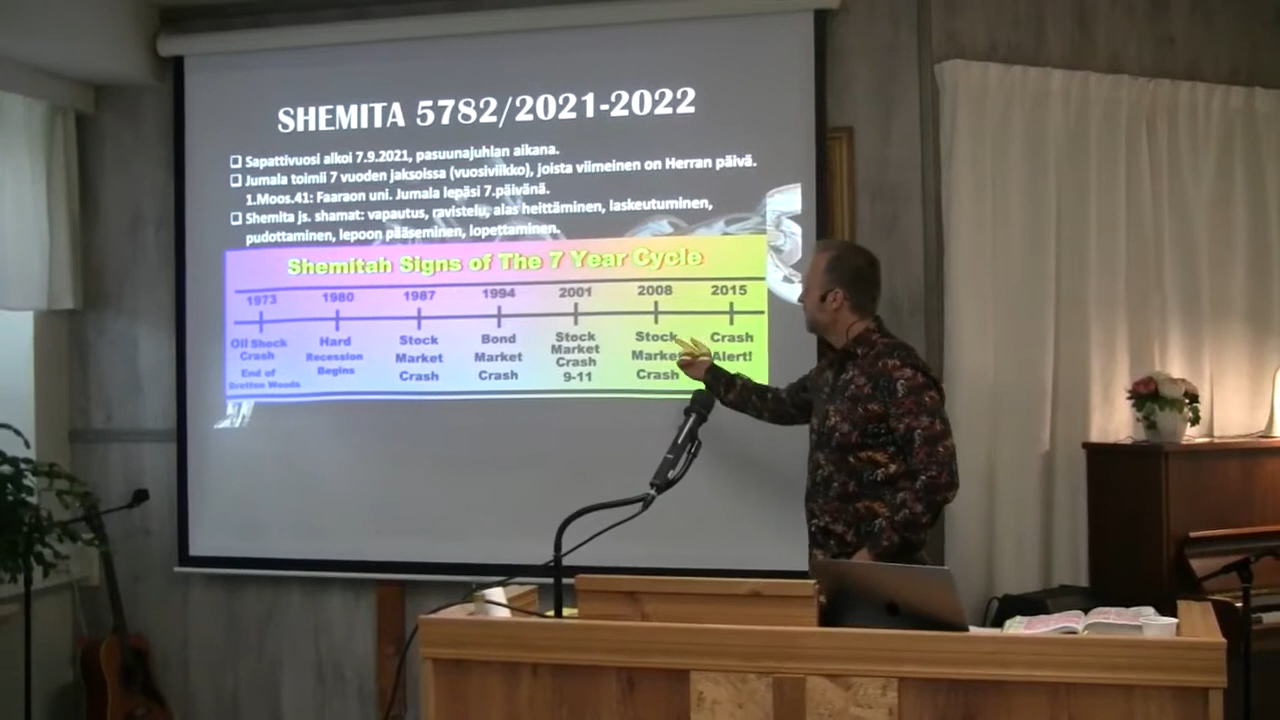 SHEMITA 5782/2021-2022
❑ Sapattivuosi alkoi 7.9.2021, pasuunajuhlan aikana.
❑ Jumala toimii 7 vuoden jaksoissa (vuosiviikko), joista viimeinen on Herran päivä.
1.Moos.41: Faaraon uni. Jumala lepäsi 7.päivänä.
❑ Shemita js. shamat: vapautus, ravistelu, alas heittäminen, laskeutuminen,
pudottaminen, lepoon pääseminen, lopettaminen.
Shemitah Signs of The 7 Year Cycle
1973 1980 1987 1994 2001 2008 2015
Oil Shock Hard Stock Bond Stock Stock Crash
Crash Recession Market Market Market Market Alert!
End of Begins Crash Crash Crash Crash
Bretton Woods 9-11